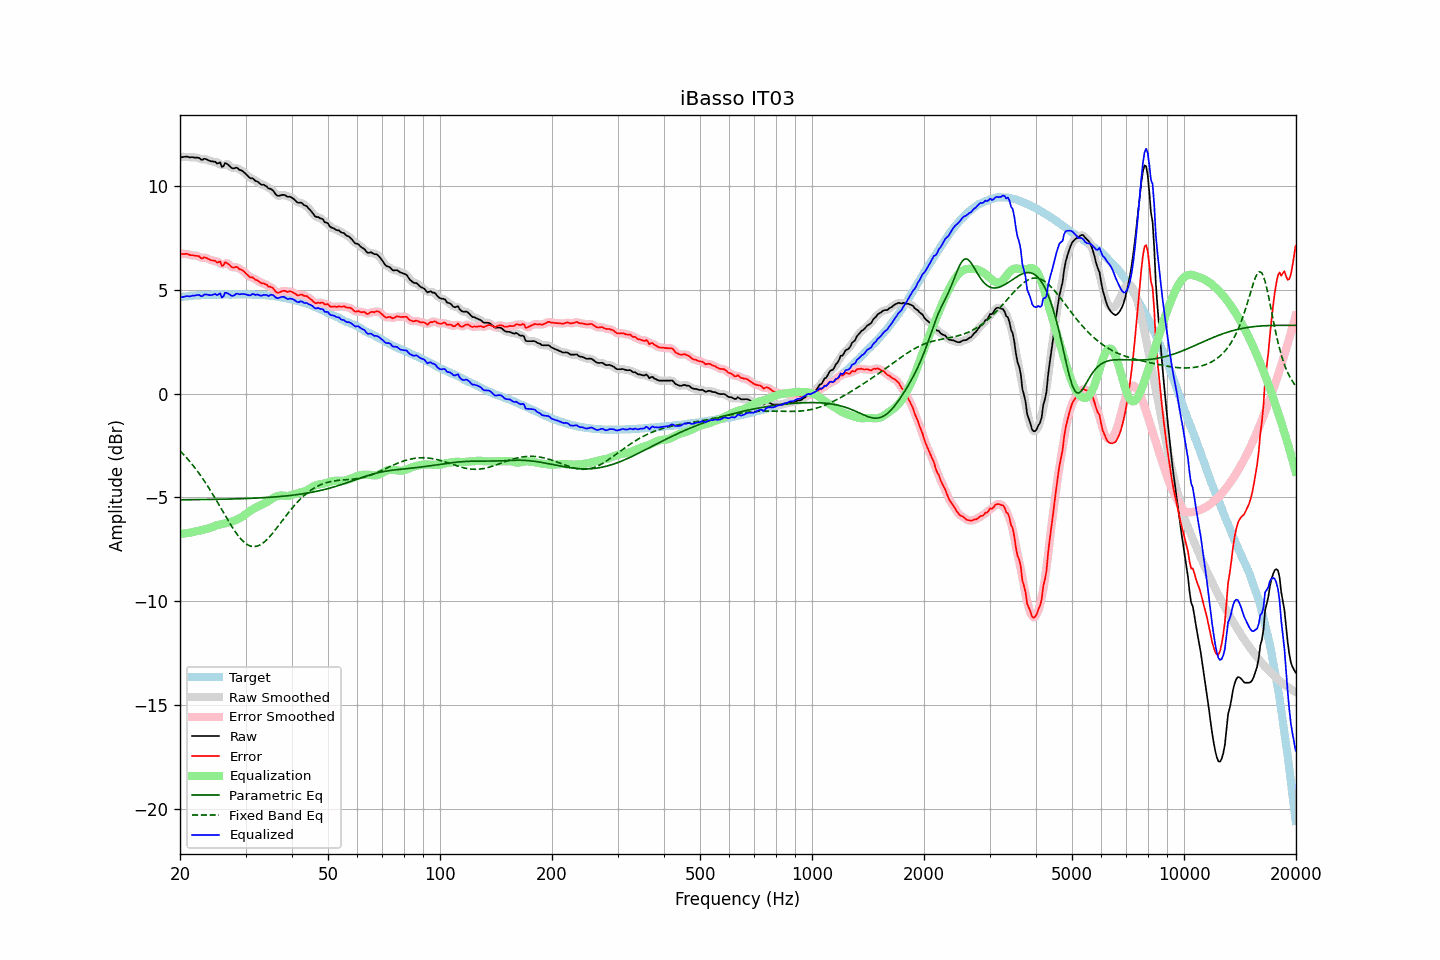 iBasso IT03
Amplitude (dBr)
10
5
0
−5
−10
−15
−20
Target
Raw Smoothed
Error Smoothed
Raw
Error
Equalization
Parametric Eq
Fixed Band Eq
Equalized
20
50
100
200
500
1000
2000
5000
10000
20000
Frequency (Hz)